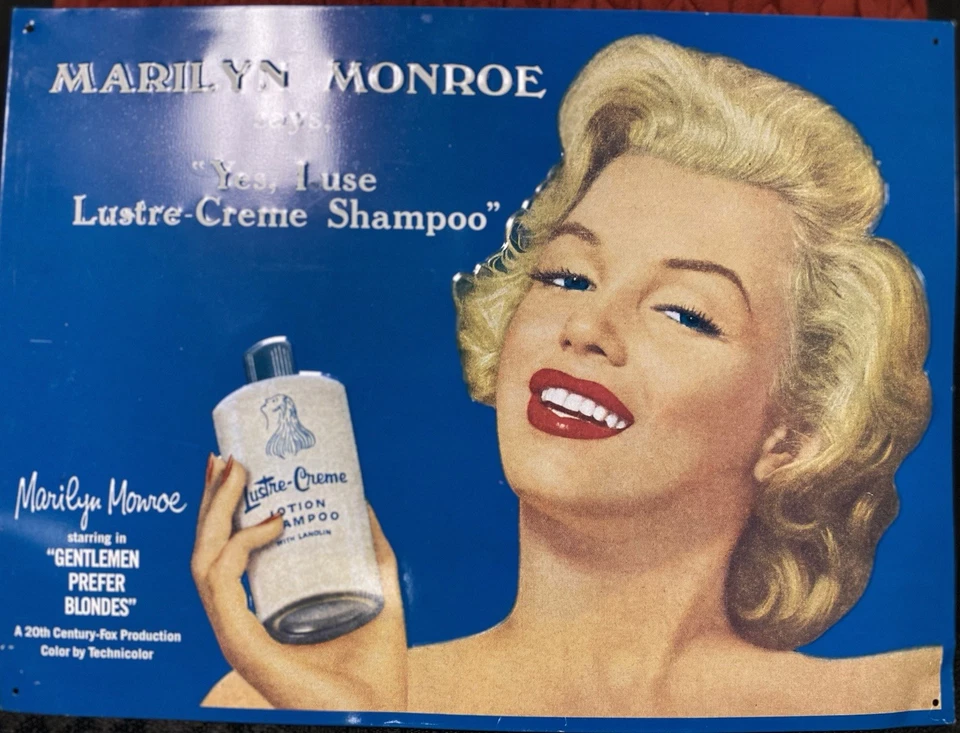 MARILYN MONROE
says,
"Yes, I use
Lustre-Creme Shampoo"
Lustre-Creme
LOTION
AMPOO
WITH LANOLIN
Marilyn Monroe
starring in
"GENTLEMEN
PREFER
BLONDES"
A 20th Century-Fox Production
Color by Technicolor